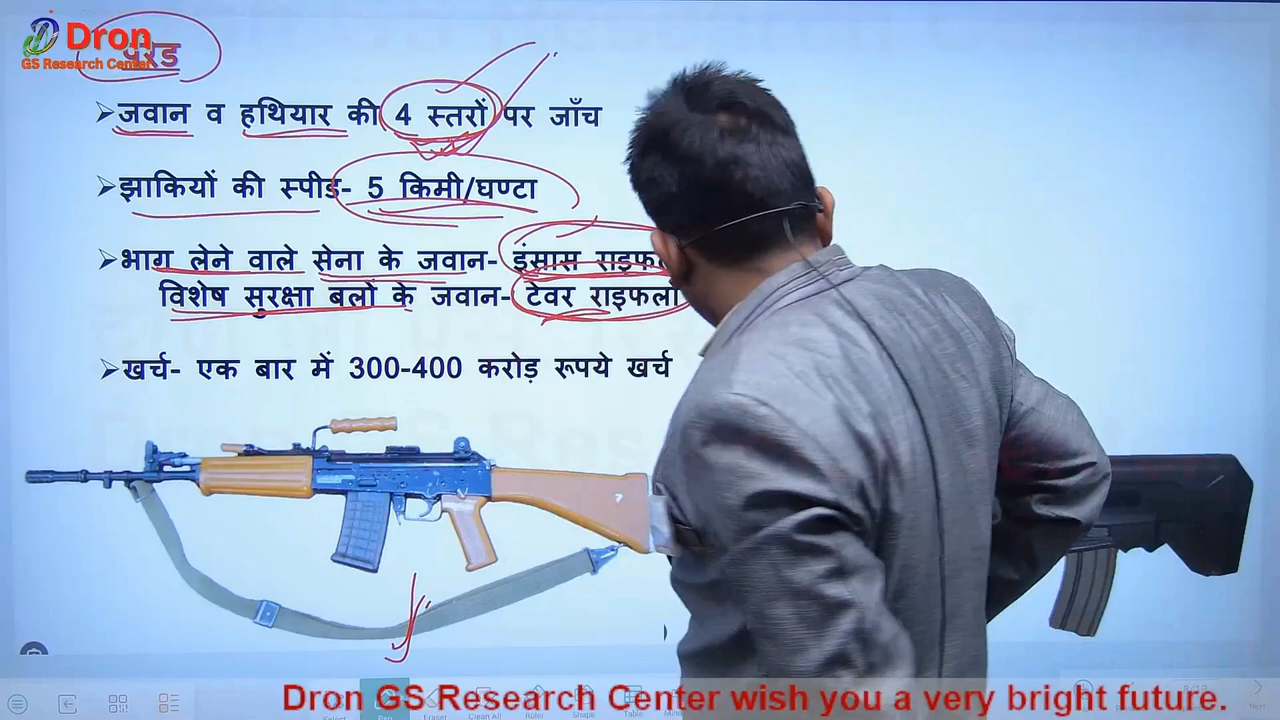 Dron
GS Research Center
परेड
➢जवान व हथियार की 4 स्तरों पर जाँच
➢झाकियों की स्पीड- 5 किमी/घण्टा
➢भाग लेने वाले सेना के जवान- इंसास
विशेष सुरक्षा बलों के जवान- टेवर राइफल
➢खर्च- एक बार में 300-400 करोड़ रूपये खर्च
Dron GS Research Center wish you a very bright future.